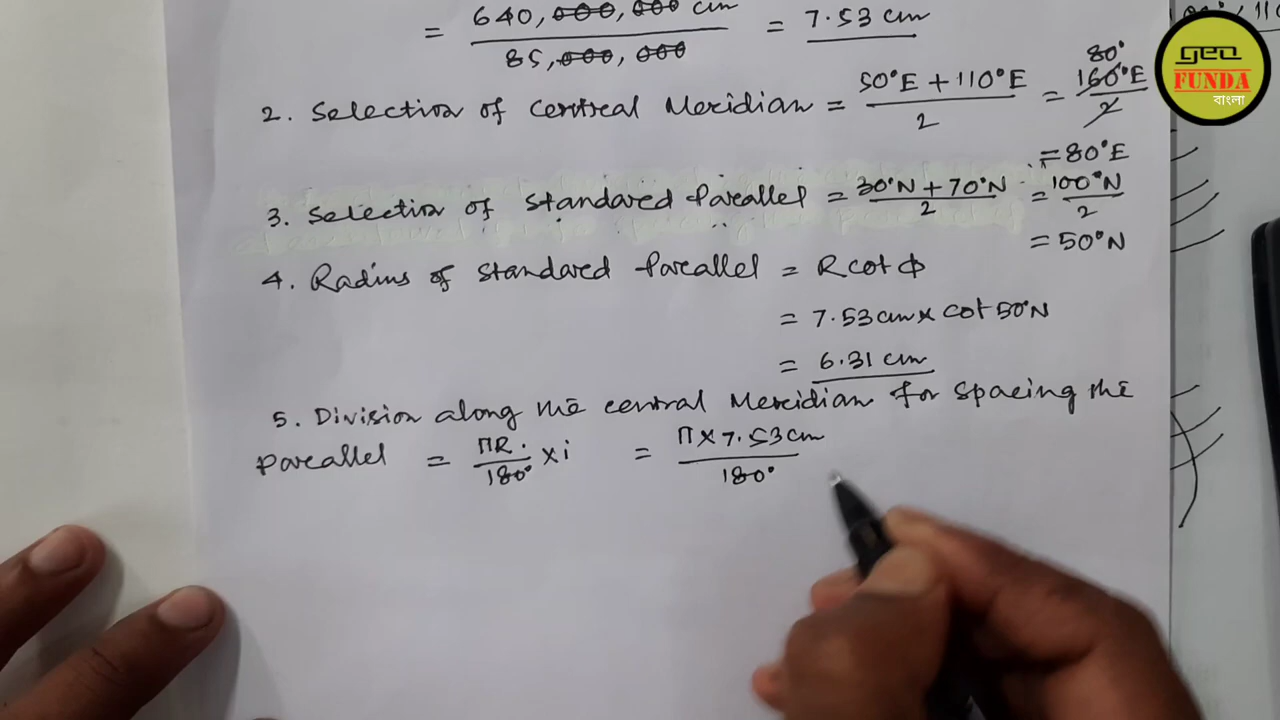 = 640,000,000 cm / 85,000,000 = 7.53 cm
2. Selection of Central Meridian = 50°E + 110°E / 2 = 80° 160°E / 2
= 80°E
3. Selection of Standard Parallel = 30°N + 70°N / 2 = 100°N / 2
= 50°N
4. Radius of Standard Parallel = R cot ϕ
= 7.53 cm × cot 50°N
= 6.31 cm
5. Division along the central Meridian for spacing the
parallel = πR. / 180° × i = π × 7.53 cm / 180°
geo
FUNDA
বাংলা